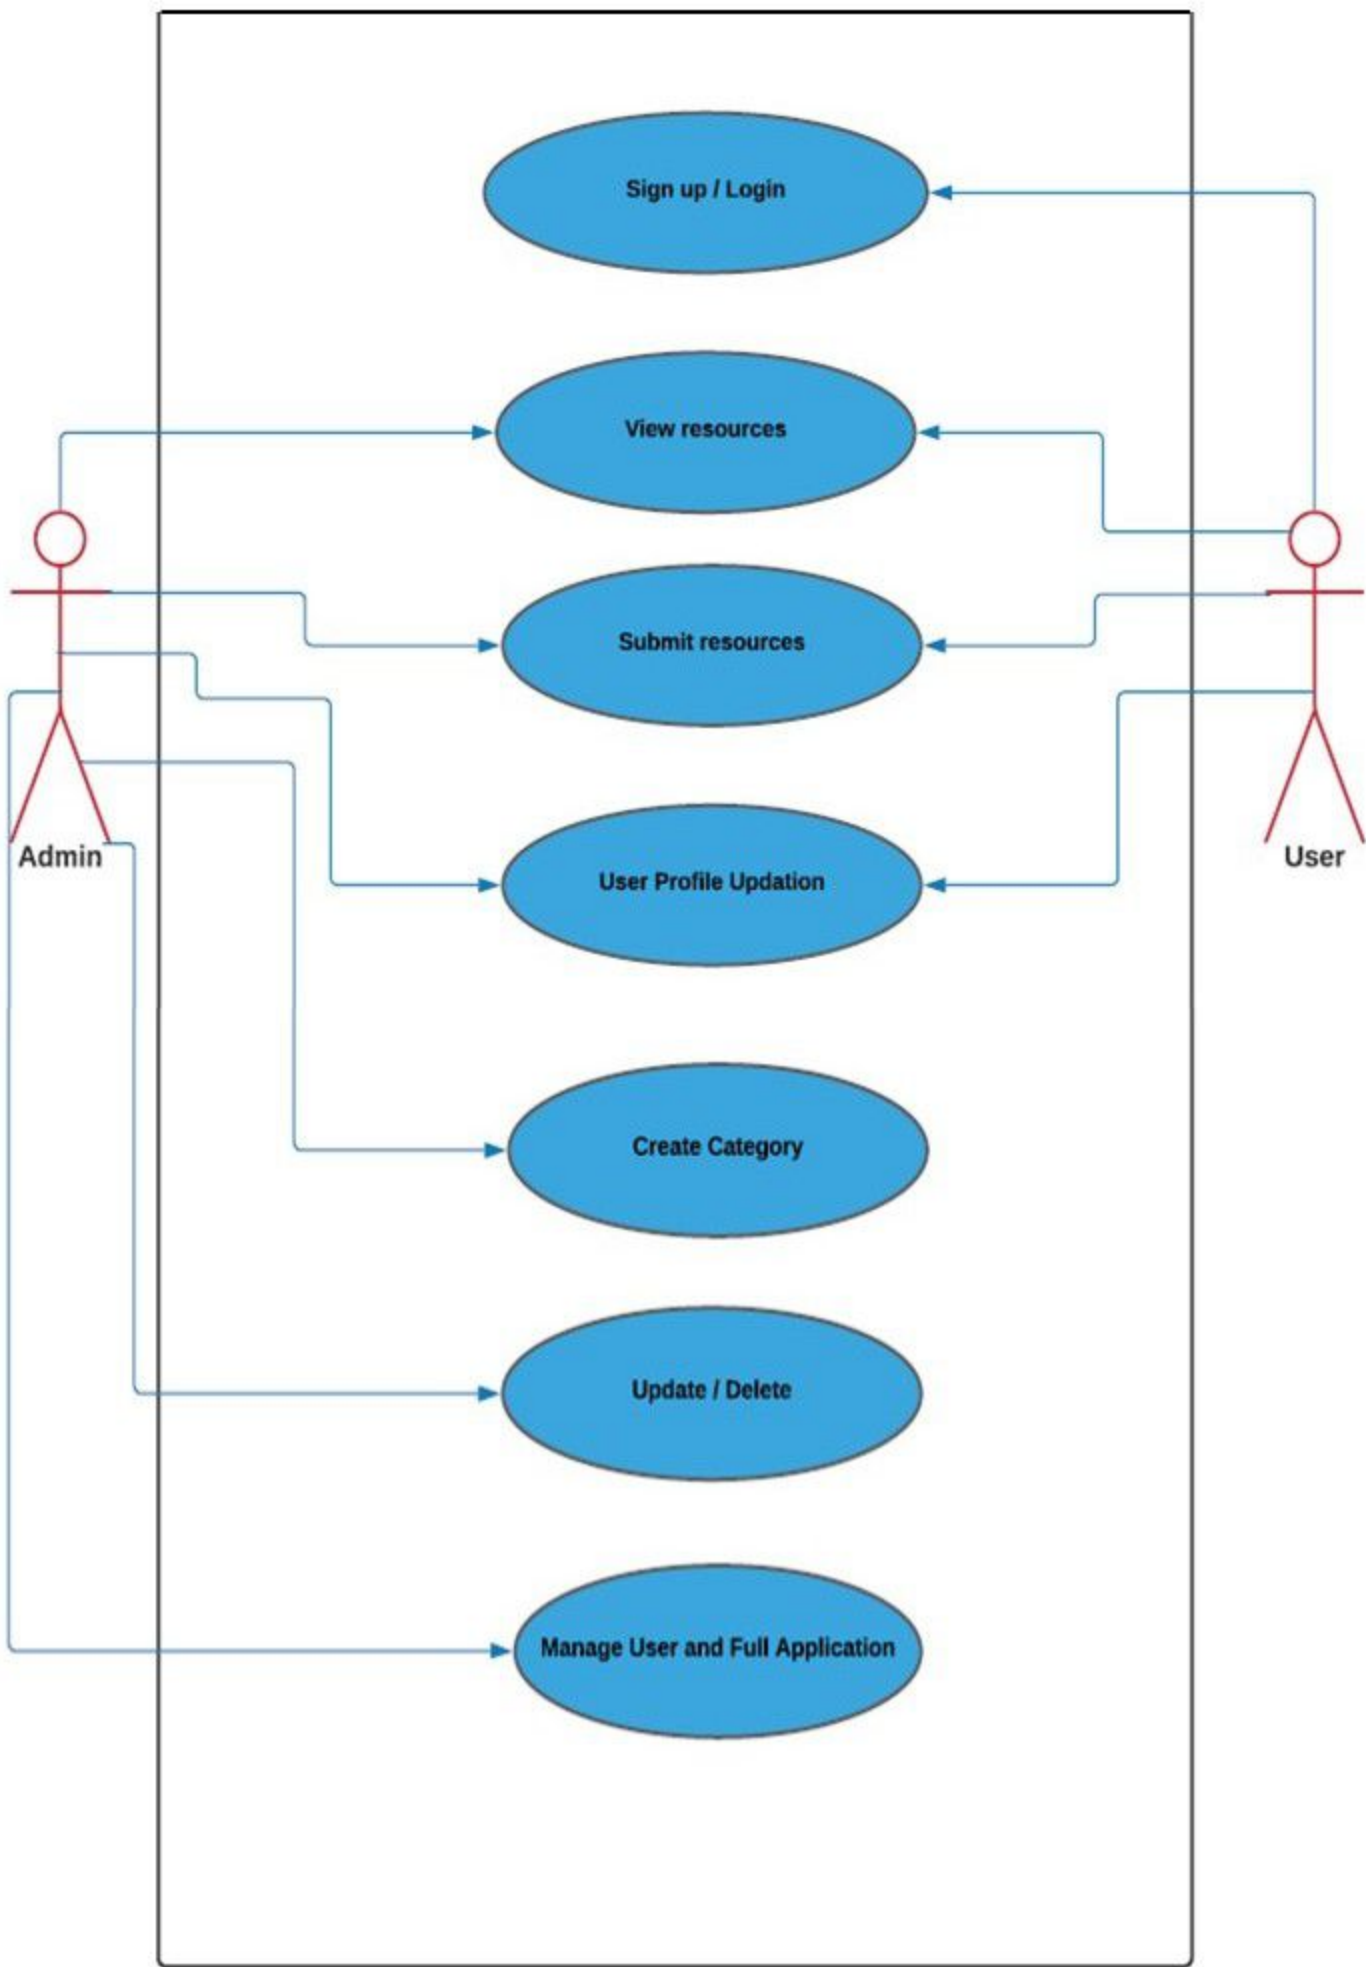 Sign up / Login
View resources
Submit resources
User Profile Updation
Admin
User
Create Category
Update / Delete
Manage User and Full Application